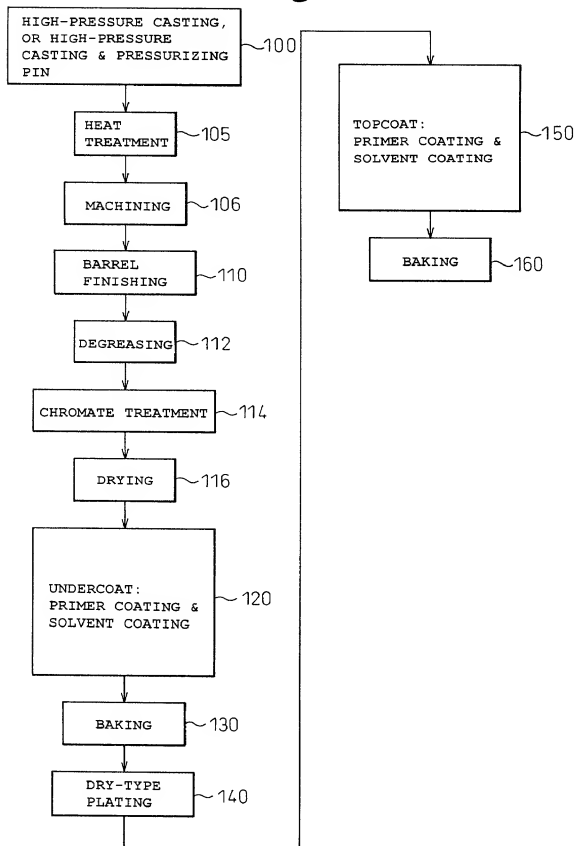 HIGH-PRESSURE CASTING,
OR HIGH-PRESSURE
CASTING & PRESSURIZING
PIN
100
HEAT
TREATMENT
105
MACHINING
106
BARREL
FINISHING
110
DEGREASING
112
CHROMATE TREATMENT
114
DRYING
116
UNDERCOAT:
PRIMER COATING &
SOLVENT COATING
120
BAKING
130
DRY-TYPE
PLATING
140
TOPCOAT:
PRIMER COATING &
SOLVENT COATING
150
BAKING
160